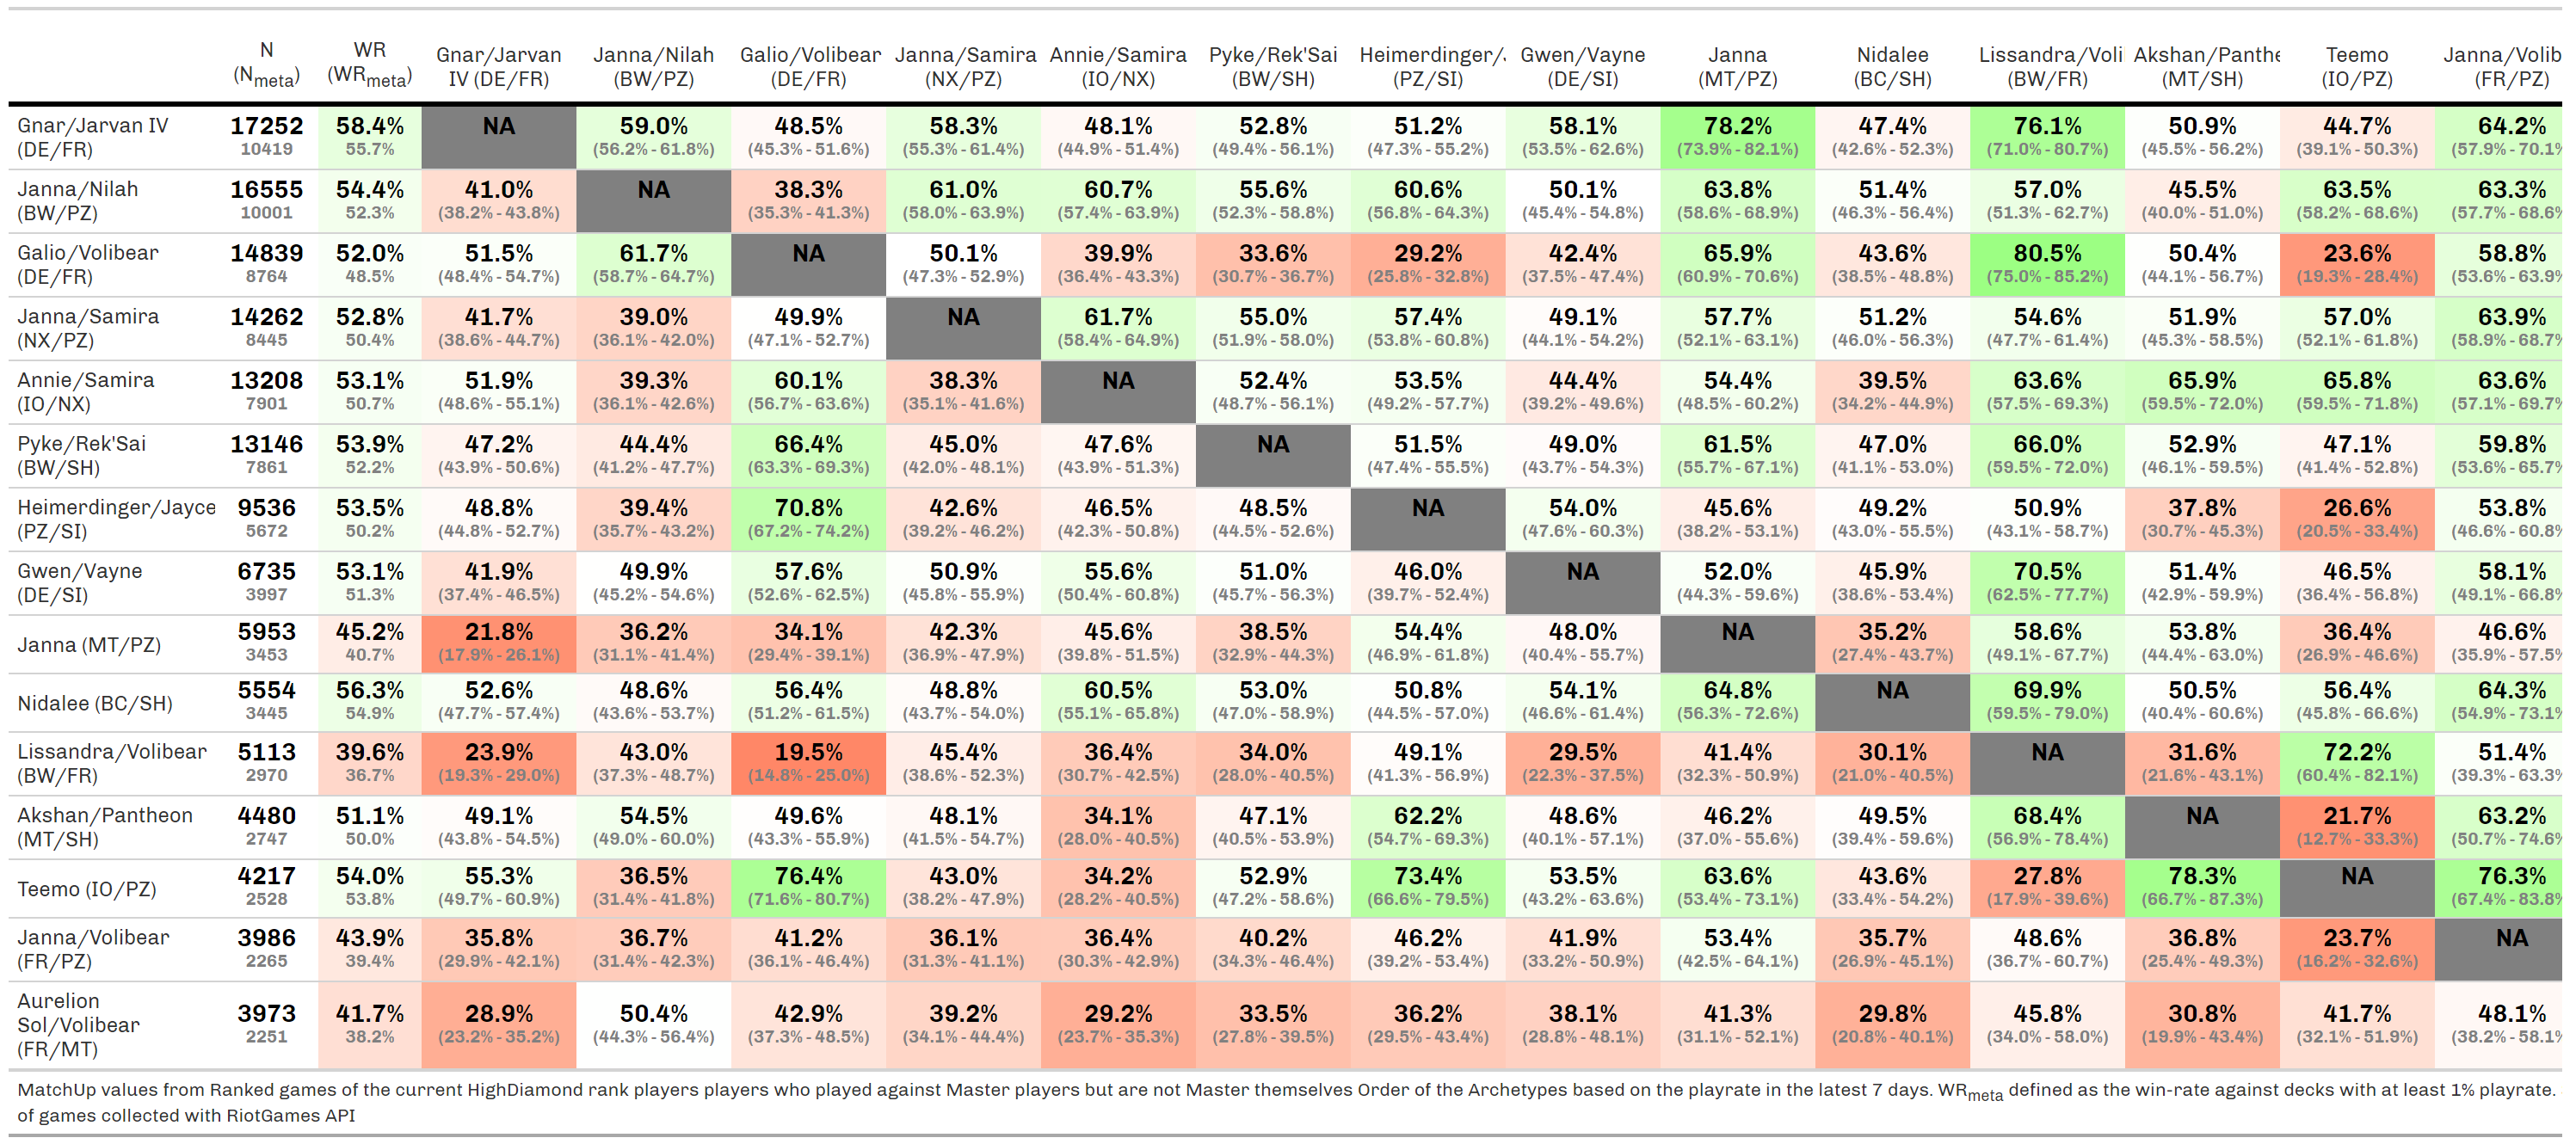 N WR Gnar/Jarvan Janna/Nilah Galio/Volibear Janna/Samira Annie/Samira Pyke/Rek'Sai Heimerdinger/ Gwen/Vayne Janna Nidalee Lissandra/Voli Akshan/Panthe Teemo Janna/Volib
(Nmeta) (WRmeta) IV (DE/FR) (BW/PZ) (DE/FR) (NX/PZ) (IO/NX) (BW/SH) (PZ/SI) (DE/SI) (MT/PZ) (BC/SH) (BW/FR) (MT/SH) (IO/PZ) (FR/PZ)
Gnar/Jarvan IV 17252 58.4% NA 59.0% 48.5% 58.3% 48.1% 52.8% 51.2% 58.1% 78.2% 47.4% 76.1% 50.9% 44.7% 64.2%
(DE/FR) 10419 55.7% (56.2% - 61.8%) (45.3% - 51.6%) (55.3% - 61.4%) (44.9% - 51.4%) (49.4% - 56.1%) (47.3% - 55.2%) (53.5% - 62.6%) (73.9% - 82.1%) (42.6% - 52.3%) (71.0% - 80.7%) (45.5% - 56.2%) (39.1% - 50.3%) (57.9% - 70.1%
Janna/Nilah 16555 54.4% 41.0% NA 38.3% 61.0% 60.7% 55.6% 60.6% 50.1% 63.8% 51.4% 57.0% 45.5% 63.5% 63.3%
(BW/PZ) 10001 52.3% (38.2% - 43.8%) (35.3% - 41.3%) (58.0% - 63.9%) (57.4% - 63.9%) (52.3% - 58.8%) (56.8% - 64.3%) (45.4% - 54.8%) (58.6% - 68.9%) (46.3% - 56.4%) (51.3% - 62.7%) (40.0% - 51.0%) (58.2% - 68.6%) (57.7% - 68.6%
Galio/Volibear 14839 52.0% 51.5% 61.7% NA 50.1% 39.9% 33.6% 29.2% 42.4% 65.9% 43.6% 80.5% 50.4% 23.6% 58.8%
(DE/FR) 8764 48.5% (48.4% - 54.7%) (58.7% - 64.7%) (47.3% - 52.9%) (36.4% - 43.3%) (30.7% - 36.7%) (25.8% - 32.8%) (37.5% - 47.4%) (60.9% - 70.6%) (38.5% - 48.8%) (75.0% - 85.2%) (44.1% - 56.7%) (19.3% - 28.4%) (53.6% - 63.9%
Janna/Samira 14262 52.8% 41.7% 39.0% 49.9% NA 61.7% 55.0% 57.4% 49.1% 57.7% 51.2% 54.6% 51.9% 57.0% 63.9%
(NX/PZ) 8445 50.4% (38.6% - 44.7%) (36.1% - 42.0%) (47.1% - 52.7%) (58.4% - 64.9%) (51.9% - 58.0%) (53.8% - 60.8%) (44.1% - 54.2%) (52.1% - 63.1%) (46.0% - 56.3%) (47.7% - 61.4%) (45.3% - 58.5%) (52.1% - 61.8%) (58.9% - 68.7%
Annie/Samira 13208 53.1% 51.9% 39.3% 60.1% 38.3% NA 52.4% 53.5% 44.4% 54.4% 39.5% 63.6% 65.9% 65.8% 63.6%
(IO/NX) 7901 50.7% (48.6% - 55.1%) (36.1% - 42.6%) (56.7% - 63.6%) (35.1% - 41.6%) (48.7% - 56.1%) (49.2% - 57.7%) (39.2% - 49.6%) (48.5% - 60.2%) (34.2% - 44.9%) (57.5% - 69.3%) (59.5% - 72.0%) (59.5% - 71.8%) (57.1% - 69.7%
Pyke/Rek'Sai 13146 53.9% 47.2% 44.4% 66.4% 45.0% 47.6% NA 51.5% 49.0% 61.5% 47.0% 66.0% 52.9% 47.1% 59.8%
(BW/SH) 7861 52.2% (43.9% - 50.6%) (41.2% - 47.7%) (63.3% - 69.3%) (42.0% - 48.1%) (43.9% - 51.3%) (47.4% - 55.5%) (43.7% - 54.3%) (55.7% - 67.1%) (41.1% - 53.0%) (59.5% - 72.0%) (46.1% - 59.5%) (41.4% - 52.8%) (53.6% - 65.7%
Heimerdinger/Jayce 9536 53.5% 48.8% 39.4% 70.8% 42.6% 46.5% 48.5% NA 54.0% 45.6% 49.2% 50.9% 37.8% 26.6% 53.8%
(PZ/SI) 5672 50.2% (44.8% - 52.7%) (35.7% - 43.2%) (67.2% - 74.2%) (39.2% - 46.2%) (42.3% - 50.8%) (44.5% - 52.6%) (47.6% - 60.3%) (38.2% - 53.1%) (43.0% - 55.5%) (43.1% - 58.7%) (30.7% - 45.3%) (20.5% - 33.4%) (46.6% - 60.8%
Gwen/Vayne 6735 53.1% 41.9% 49.9% 57.6% 50.9% 55.6% 51.0% 46.0% NA 52.0% 45.9% 70.5% 51.4% 46.5% 58.1%
(DE/SI) 3997 51.3% (37.4% - 46.5%) (45.2% - 54.6%) (52.6% - 62.5%) (45.8% - 55.9%) (50.4% - 60.8%) (45.7% - 56.3%) (39.7% - 52.4%) (44.3% - 59.6%) (38.6% - 53.4%) (62.5% - 77.7%) (42.9% - 59.9%) (36.4% - 56.8%) (49.1% - 66.8%
Janna (MT/PZ) 5953 45.2% 21.8% 36.2% 34.1% 42.3% 45.6% 38.5% 54.4% 48.0% NA 35.2% 58.6% 53.8% 36.4% 46.6%
3453 40.7% (17.9% - 26.1%) (31.1% - 41.4%) (29.4% - 39.1%) (36.9% - 47.9%) (39.8% - 51.5%) (32.9% - 44.3%) (46.9% - 61.8%) (40.4% - 55.7%) (27.4% - 43.7%) (49.1% - 67.7%) (44.4% - 63.0%) (26.9% - 46.6%) (35.9% - 57.5%
Nidalee (BC/SH) 5554 56.3% 52.6% 48.6% 56.4% 48.8% 60.5% 53.0% 50.8% 54.1% 64.8% NA 69.9% 50.5% 56.4% 64.3%
3445 54.9% (47.7% - 57.4%) (43.6% - 53.7%) (51.2% - 61.5%) (43.7% - 54.0%) (55.1% - 65.8%) (47.0% - 58.9%) (44.5% - 57.0%) (46.6% - 61.4%) (56.3% - 72.6%) (59.5% - 79.0%) (40.4% - 60.6%) (45.8% - 66.6%) (54.9% - 73.1%
Lissandra/Volibear 5113 39.6% 23.9% 43.0% 19.5% 45.4% 36.4% 34.0% 49.1% 29.5% 41.4% 30.1% NA 31.6% 72.2% 51.4%
(BW/FR) 2970 36.7% (19.3% - 29.0%) (37.3% - 48.7%) (14.8% - 25.0%) (38.6% - 52.3%) (30.7% - 42.5%) (28.0% - 40.5%) (41.3% - 56.9%) (22.3% - 37.5%) (32.3% - 50.9%) (21.0% - 40.5%) (21.6% - 43.1%) (60.4% - 82.1%) (39.3% - 63.3%
Akshan/Pantheon 4480 51.1% 49.1% 54.5% 49.6% 48.1% 34.1% 47.1% 62.2% 48.6% 46.2% 49.5% 68.4% NA 21.7% 63.2%
(MT/SH) 2747 50.0% (43.8% - 54.5%) (49.0% - 60.0%) (43.3% - 55.9%) (41.5% - 54.7%) (28.0% - 40.5%) (40.5% - 53.9%) (54.7% - 69.3%) (40.1% - 57.1%) (37.0% - 55.6%) (39.4% - 59.6%) (56.9% - 78.4%) (12.7% - 33.3%) (50.7% - 74.6%
Teemo (IO/PZ) 4217 54.0% 55.3% 36.5% 76.4% 43.0% 34.2% 52.9% 73.4% 53.5% 63.6% 43.6% 27.8% 78.3% NA 76.3%
2528 53.8% (49.7% - 60.9%) (31.4% - 41.8%) (71.6% - 80.7%) (38.2% - 47.9%) (28.2% - 40.5%) (47.2% - 58.6%) (66.6% - 79.5%) (43.2% - 63.6%) (53.4% - 73.1%) (33.4% - 54.2%) (17.9% - 39.6%) (66.7% - 87.3%) (67.4% - 83.8%
Janna/Volibear 3986 43.9% 35.8% 36.7% 41.2% 36.1% 36.4% 40.2% 46.2% 41.9% 53.4% 35.7% 48.6% 36.8% 23.7% NA
(FR/PZ) 2265 39.4% (29.9% - 42.1%) (31.4% - 42.3%) (36.1% - 46.4%) (31.3% - 41.1%) (30.3% - 42.9%) (34.3% - 46.4%) (39.2% - 53.4%) (33.2% - 50.9%) (42.5% - 64.1%) (26.9% - 45.1%) (36.7% - 60.7%) (25.4% - 49.3%) (16.2% - 32.6%)
Aurelion
Sol/Volibear 3973 41.7% 28.9% 50.4% 42.9% 39.2% 29.2% 33.5% 36.2% 38.1% 41.3% 29.8% 45.8% 30.8% 41.7% 48.1%
(FR/MT) 2251 38.2% (23.2% - 35.2%) (44.3% - 56.4%) (37.3% - 48.5%) (34.1% - 44.4%) (23.7% - 35.3%) (27.8% - 39.5%) (29.5% - 43.4%) (28.8% - 48.1%) (31.1% - 52.1%) (20.8% - 40.1%) (34.0% - 58.0%) (19.9% - 43.4%) (32.1% - 51.9%) (38.2% - 58.1%
MatchUp values from Ranked games of the current HighDiamond rank players players who played against Master players but are not Master themselves Order of the Archetypes based on the playrate in the latest 7 days. WRmeta defined as the win-rate against decks with at least 1% playrate.
of games collected with RiotGames API